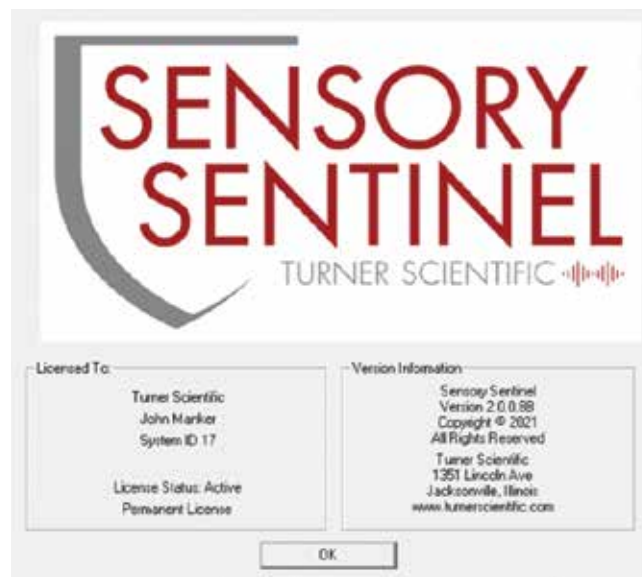 SENSORY
SENTINEL
TURNER SCIENTIFIC
Licensed To:
Turner Scientific
John Manker
System ID 17
License Status: Active
Permanent License
Version Information
Sensory Sentinel
Version 2.0.0.88
Copyright © 2021
All Rights Reserved
Turner Scientific
1351 Lincoln Ave
Jacksonville, Illinois
www.turnerscientific.com
OK